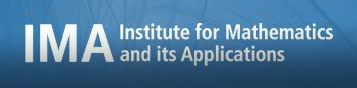 IMA Institute for Mathematics
and its Applications